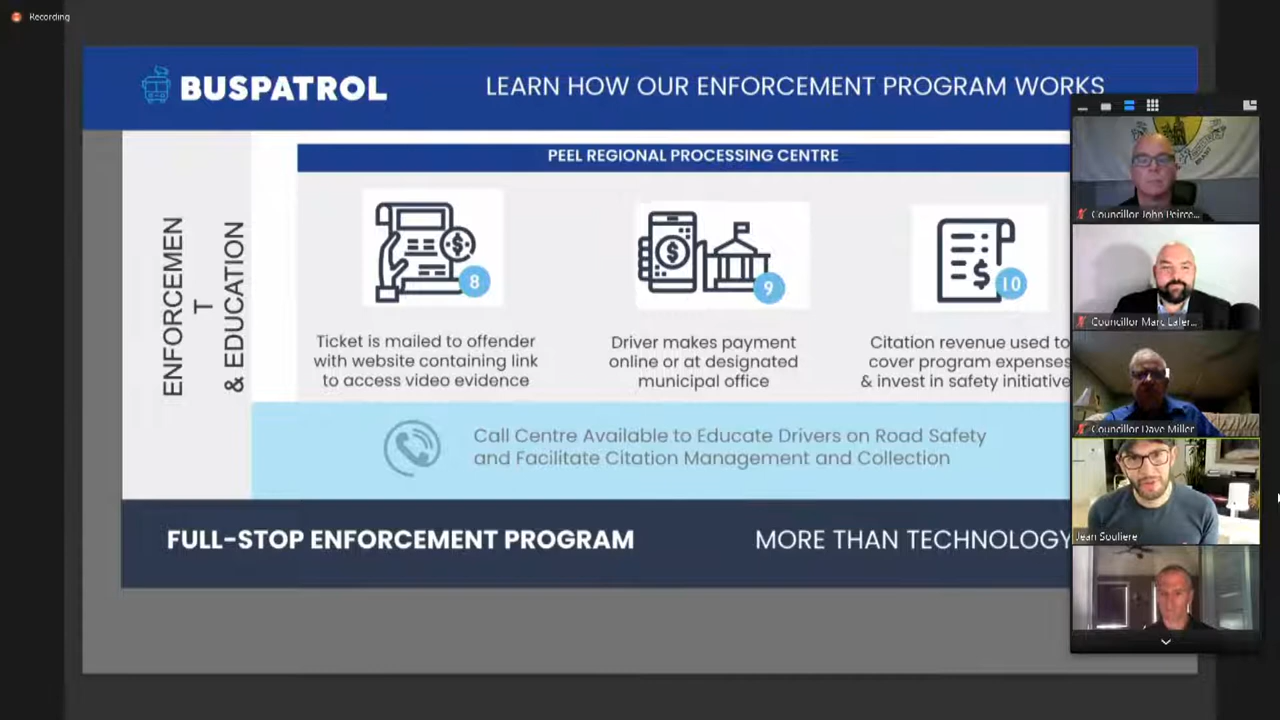 Recording
BUSPATROL
LEARN HOW OUR ENFORCEMENT PROGRAM WORKS
ENFORCEMEN
T
& EDUCATION
PEEL REGIONAL PROCESSING CENTRE
8
9
10
Ticket is mailed to offender
with website containing link
to access video evidence
Driver makes payment
online or at designated
municipal office
Citation revenue used to
cover program expenses
& invest in safety initiative
Call Centre Available to Educate Drivers on Road Safety
and Facilitate Citation Management and Collection
FULL-STOP ENFORCEMENT PROGRAM
MORE THAN TECHNOLOGY
Councillor John Peirce...
Councillor Marc Lafer...
Councillor Dave Miller
Jean Souliere